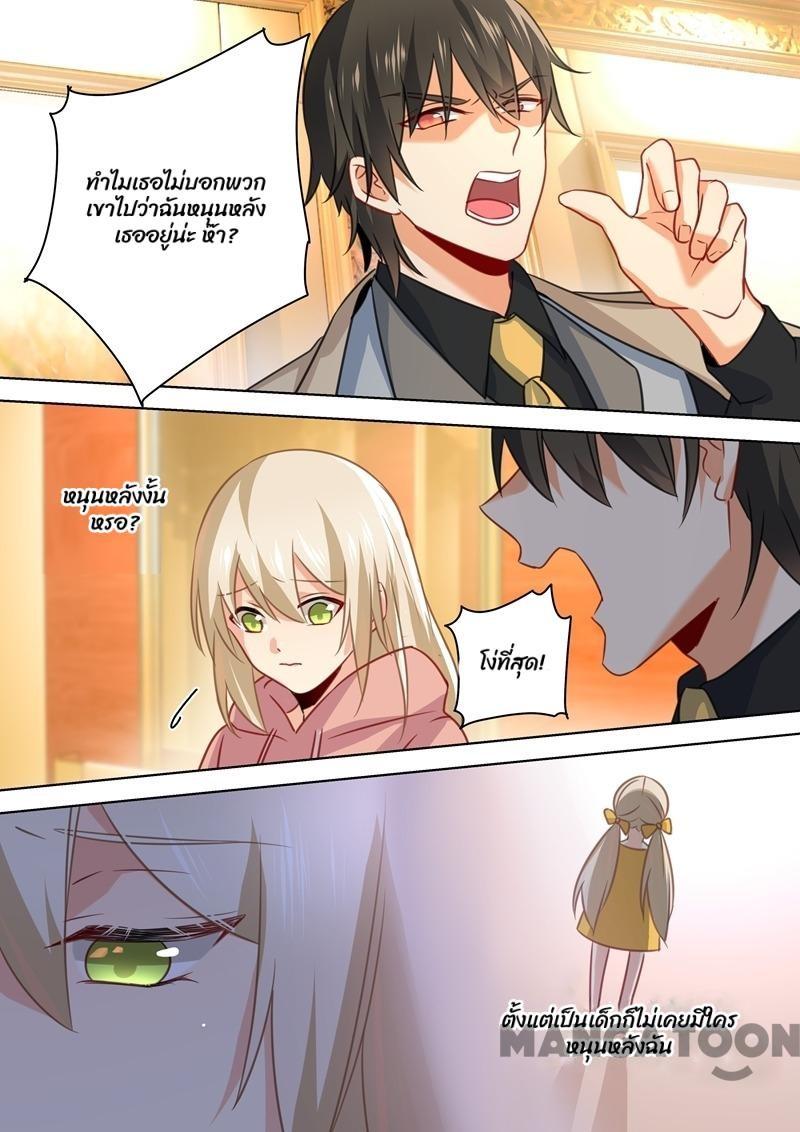 ทำไมเธอไม่บอกพวก
เขาไปว่าฉันหนุนหลัง
เธออยู่น่ะ ห๊า?
หนุนหลังงั้น
หรอ?
โง่ที่สุด!
ตั้งแต่เป็นเด็กก็ไม่เคยมีใคร
หนุนหลังฉัน
MANGATOON